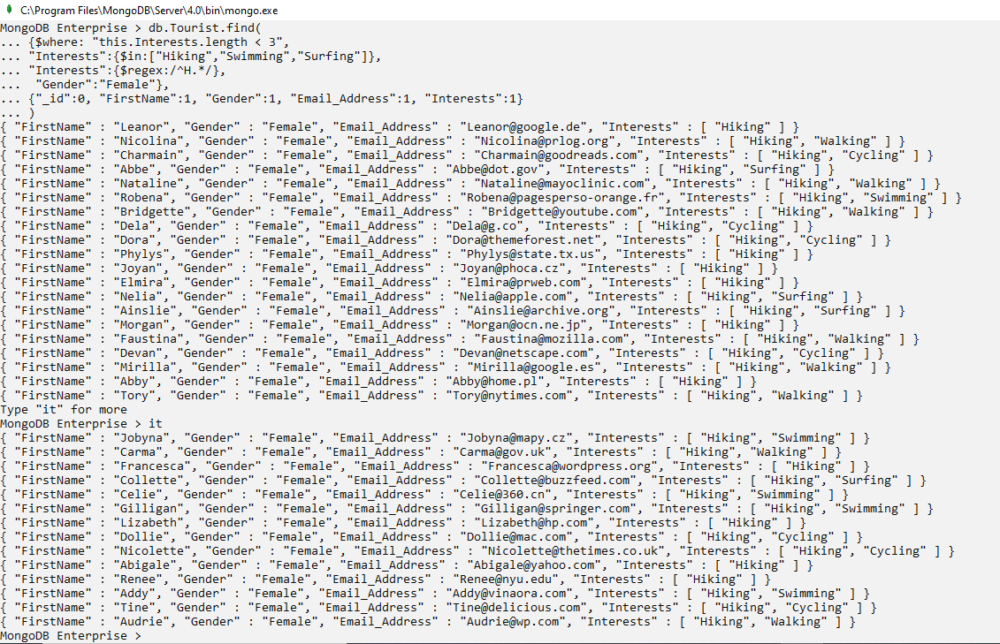 C:\Program Files\MongoDB\Server\4.0\bin\mongo.exe
MongoDB Enterprise > db.Tourist.find(
... {$where: "this.Interests.length < 3",
... "Interests":{$in:["Hiking","Swimming","Surfing"]},
... "Interests":{$regex:/^H.*/},
...  "Gender":"Female"},
... {"_id":0, "FirstName":1, "Gender":1, "Email_Address":1, "Interests":1}
... )
{ "FirstName" : "Leanor", "Gender" : "Female", "Email_Address" : "Leanor@google.de", "Interests" : [ "Hiking" ] }
{ "FirstName" : "Nicolina", "Gender" : "Female", "Email_Address" : "Nicolina@prlog.org", "Interests" : [ "Hiking", "Walking" ] }
{ "FirstName" : "Charmain", "Gender" : "Female", "Email_Address" : "Charmain@goodreads.com", "Interests" : [ "Hiking", "Cycling" ] }
{ "FirstName" : "Abbe", "Gender" : "Female", "Email_Address" : "Abbe@dot.gov", "Interests" : [ "Hiking", "Surfing" ] }
{ "FirstName" : "Nataline", "Gender" : "Female", "Email_Address" : "Nataline@mayoclinic.com", "Interests" : [ "Hiking", "Walking" ] }
{ "FirstName" : "Robena", "Gender" : "Female", "Email_Address" : "Robena@pagesperso-orange.fr", "Interests" : [ "Hiking", "Swimming" ] }
{ "FirstName" : "Bridgette", "Gender" : "Female", "Email_Address" : "Bridgette@youtube.com", "Interests" : [ "Hiking", "Walking" ] }
{ "FirstName" : "Dela", "Gender" : "Female", "Email_Address" : "Dela@g.co", "Interests" : [ "Hiking", "Cycling" ] }
{ "FirstName" : "Dora", "Gender" : "Female", "Email_Address" : "Dora@themeforest.net", "Interests" : [ "Hiking", "Cycling" ] }
{ "FirstName" : "Phylys", "Gender" : "Female", "Email_Address" : "Phylys@state.tx.us", "Interests" : [ "Hiking" ] }
{ "FirstName" : "Joyan", "Gender" : "Female", "Email_Address" : "Joyan@phoca.cz", "Interests" : [ "Hiking" ] }
{ "FirstName" : "Elmira", "Gender" : "Female", "Email_Address" : "Elmira@prweb.com", "Interests" : [ "Hiking" ] }
{ "FirstName" : "Nelia", "Gender" : "Female", "Email_Address" : "Nelia@apple.com", "Interests" : [ "Hiking", "Surfing" ] }
{ "FirstName" : "Ainslie", "Gender" : "Female", "Email_Address" : "Ainslie@archive.org", "Interests" : [ "Hiking", "Surfing" ] }
{ "FirstName" : "Morgan", "Gender" : "Female", "Email_Address" : "Morgan@ocn.ne.jp", "Interests" : [ "Hiking" ] }
{ "FirstName" : "Faustina", "Gender" : "Female", "Email_Address" : "Faustina@mozilla.com", "Interests" : [ "Hiking", "Walking" ] }
{ "FirstName" : "Devan", "Gender" : "Female", "Email_Address" : "Devan@netscape.com", "Interests" : [ "Hiking", "Cycling" ] }
{ "FirstName" : "Mirilla", "Gender" : "Female", "Email_Address" : "Mirilla@google.es", "Interests" : [ "Hiking", "Walking" ] }
{ "FirstName" : "Abby", "Gender" : "Female", "Email_Address" : "Abby@home.pl", "Interests" : [ "Hiking" ] }
{ "FirstName" : "Tory", "Gender" : "Female", "Email_Address" : "Tory@nytimes.com", "Interests" : [ "Hiking", "Walking" ] }
Type "it" for more
MongoDB Enterprise > it
{ "FirstName" : "Jobyna", "Gender" : "Female", "Email_Address" : "Jobyna@mapy.cz", "Interests" : [ "Hiking", "Swimming" ] }
{ "FirstName" : "Carma", "Gender" : "Female", "Email_Address" : "Carma@gov.uk", "Interests" : [ "Hiking", "Walking" ] }
{ "FirstName" : "Francesca", "Gender" : "Female", "Email_Address" : "Francesca@wordpress.org", "Interests" : [ "Hiking" ] }
{ "FirstName" : "Collette", "Gender" : "Female", "Email_Address" : "Collette@buzzfeed.com", "Interests" : [ "Hiking", "Surfing" ] }
{ "FirstName" : "Celie", "Gender" : "Female", "Email_Address" : "Celie@360.cn", "Interests" : [ "Hiking", "Swimming" ] }
{ "FirstName" : "Gilligan", "Gender" : "Female", "Email_Address" : "Gilligan@springer.com", "Interests" : [ "Hiking", "Swimming" ] }
{ "FirstName" : "Lizabeth", "Gender" : "Female", "Email_Address" : "Lizabeth@hp.com", "Interests" : [ "Hiking" ] }
{ "FirstName" : "Dollie", "Gender" : "Female", "Email_Address" : "Dollie@mac.com", "Interests" : [ "Hiking", "Cycling" ] }
{ "FirstName" : "Nicolette", "Gender" : "Female", "Email_Address" : "Nicolette@thetimes.co.uk", "Interests" : [ "Hiking", "Cycling" ] }
{ "FirstName" : "Abigale", "Gender" : "Female", "Email_Address" : "Abigale@yahoo.com", "Interests" : [ "Hiking" ] }
{ "FirstName" : "Renee", "Gender" : "Female", "Email_Address" : "Renee@nyu.edu", "Interests" : [ "Hiking" ] }
{ "FirstName" : "Addy", "Gender" : "Female", "Email_Address" : "Addy@vinaora.com", "Interests" : [ "Hiking", "Swimming" ] }
{ "FirstName" : "Tine", "Gender" : "Female", "Email_Address" : "Tine@delicious.com", "Interests" : [ "Hiking", "Cycling" ] }
{ "FirstName" : "Audrie", "Gender" : "Female", "Email_Address" : "Audrie@wp.com", "Interests" : [ "Hiking", "Walking" ] }
MongoDB Enterprise >